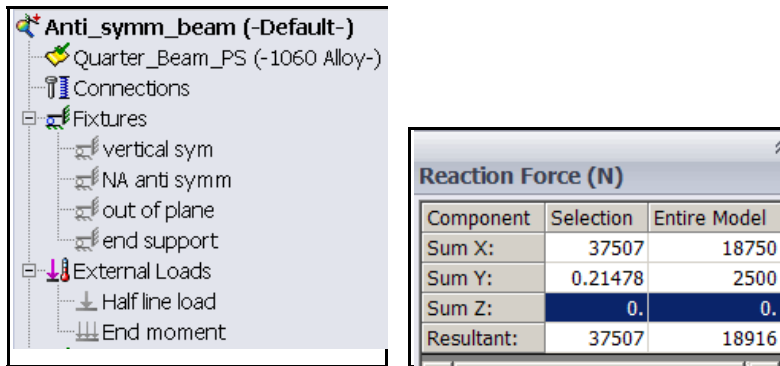 Anti_symm_beam (-Default-)
Quarter_Beam_PS (-1060 Alloy-)
Connections
Fixtures
vertical sym
NA anti symm
out of plane
end support
External Loads
Half line load
End moment
Reaction Force (N)
Component Selection Entire Model
Sum X: 37507 18750
Sum Y: 0.21478 2500
Sum Z: 0. 0.
Resultant: 37507 18916